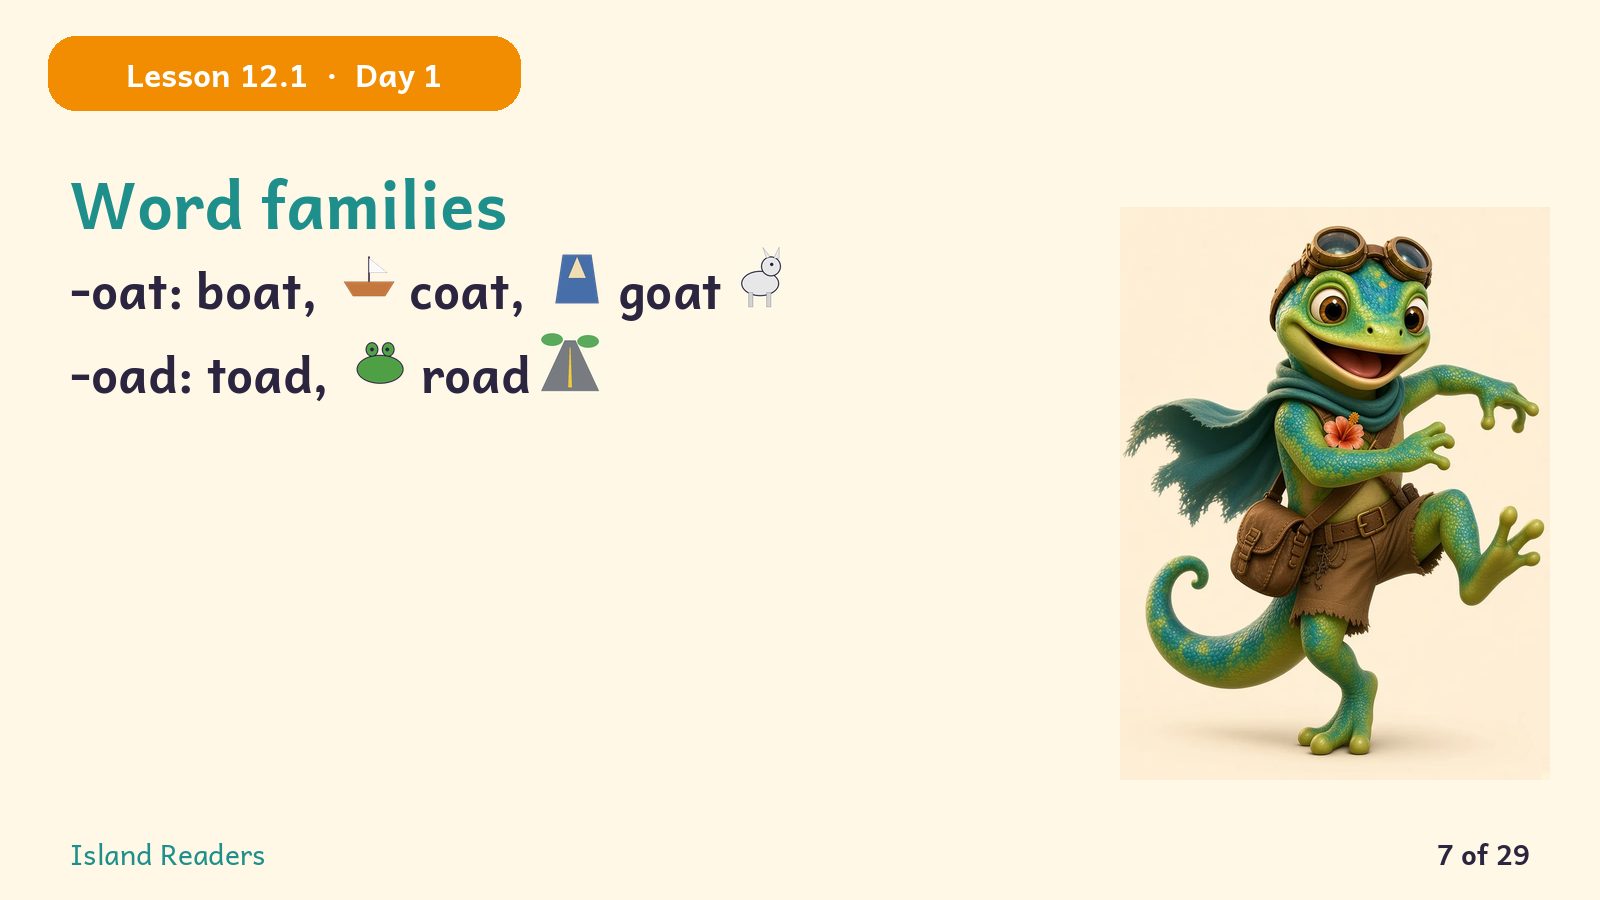 Lesson 12.1 · Day 1
Word families
-oat: boat, coat, goat
-oad: toad, road
Island Readers
7 of 29